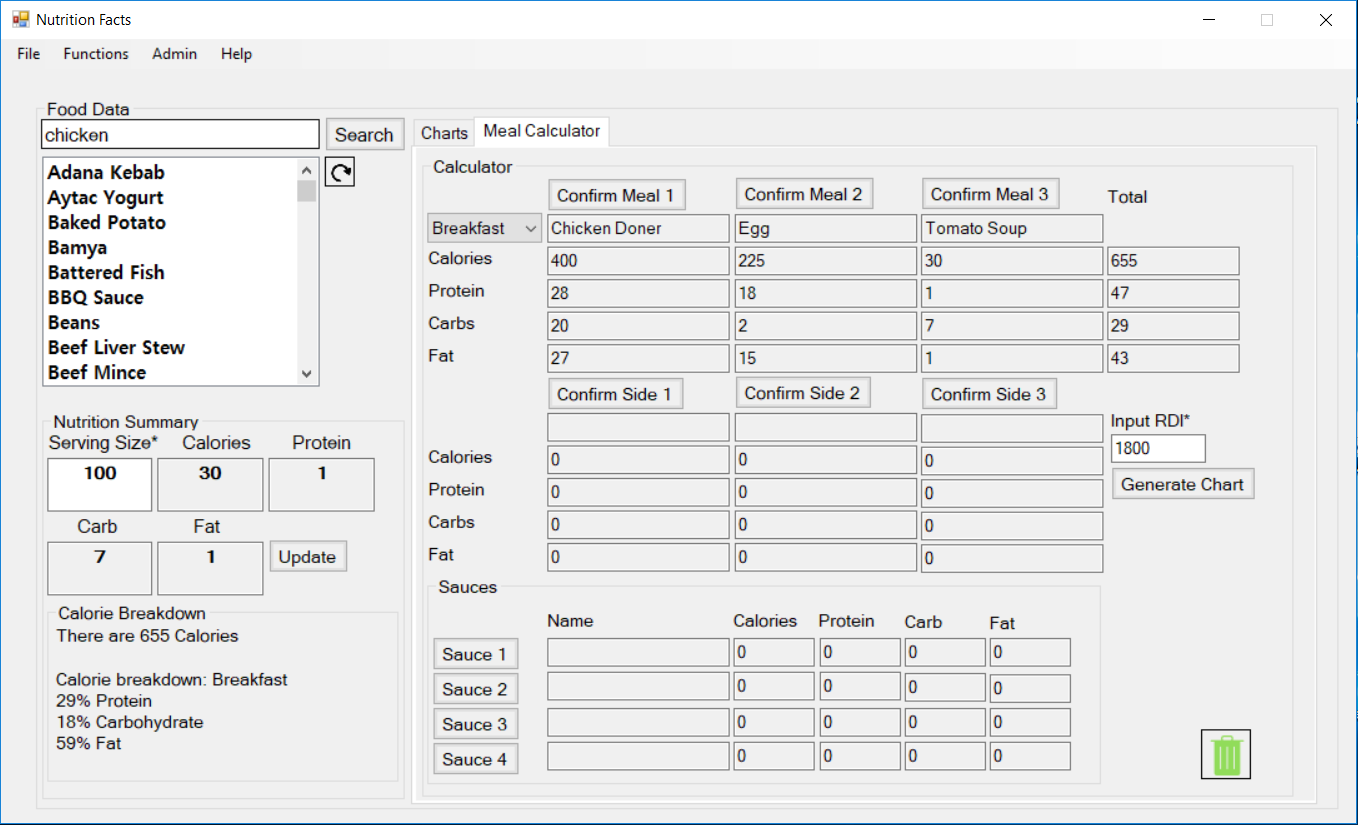 Nutrition Facts
File Functions Admin Help
Food Data
chicken Search
Adana Kebab
Aytac Yogurt
Baked Potato
Bamya
Battered Fish
BBQ Sauce
Beans
Beef Liver Stew
Beef Mince
Nutrition Summary
Serving Size* Calories Protein
100 30 1
Carb Fat
7 1 Update
Calorie Breakdown
There are 655 Calories
Calorie breakdown: Breakfast
29% Protein
18% Carbohydrate
59% Fat
Charts Meal Calculator
Calculator
Confirm Meal 1 Confirm Meal 2 Confirm Meal 3 Total
Breakfast Chicken Doner Egg Tomato Soup
Calories 400 225 30 655
Protein 28 18 1 47
Carbs 20 2 7 29
Fat 27 15 1 43
Confirm Side 1 Confirm Side 2 Confirm Side 3
Input RDI*
1800
Generate Chart
Calories 0 0 0
Protein 0 0 0
Carbs 0 0 0
Fat 0 0 0
Sauces
Name Calories Protein Carb Fat
Sauce 1 0 0 0 0
Sauce 2 0 0 0 0
Sauce 3 0 0 0 0
Sauce 4 0 0 0 0